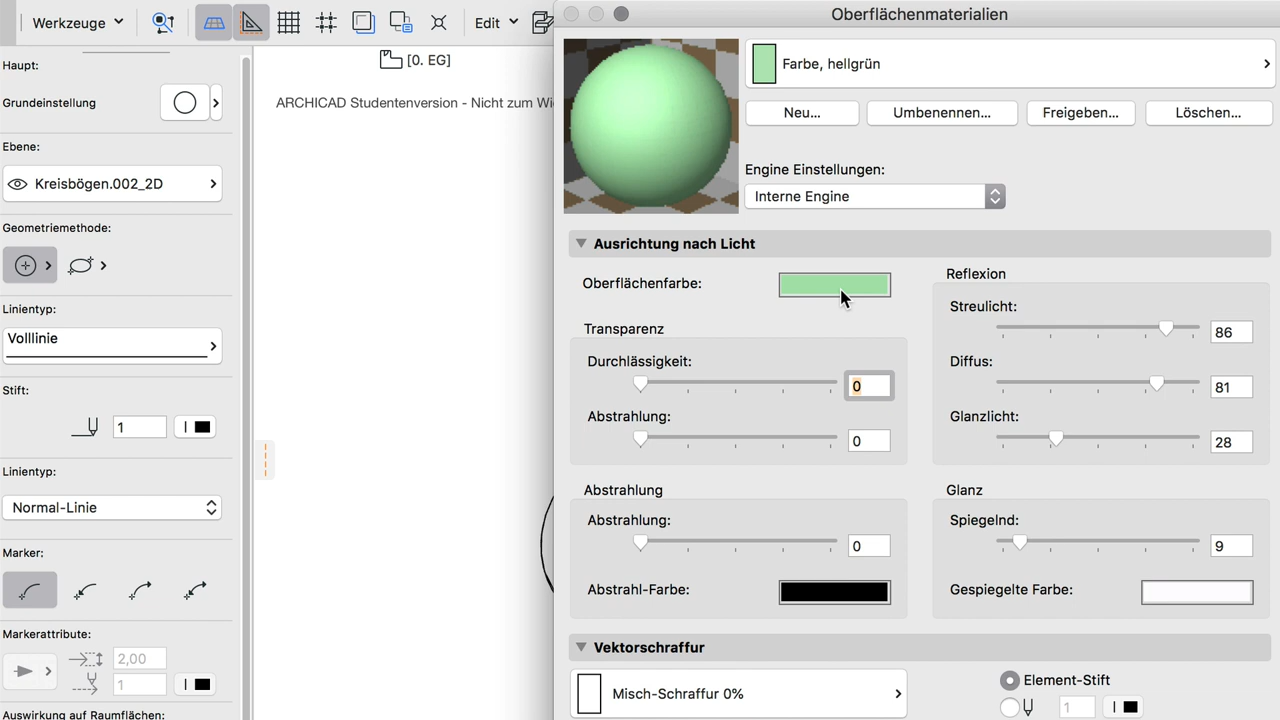 Werkzeuge
Edit
Haupt:
Grundeinstellung
Ebene:
Kreisbögen.002_2D
Geometriemethode:
Linientyp:
Volllinie
Stift:
1
Linientyp:
Normal-Linie
Marker:
Markerattribute:
2,00
1
Auswirkung auf Raumflächen:
[0. EG]
ARCHICAD Studentenversion - Nicht zum
Oberflächenmaterialien
Farbe, hellgrün
Neu...
Umbenennen...
Freigeben...
Löschen...
Engine Einstellungen:
Interne Engine
Ausrichtung nach Licht
Oberflächenfarbe:
Transparenz
Durchlässigkeit:
0
Abstrahlung:
0
Abstrahlung
Abstrahlung:
0
Abstrahl-Farbe:
Reflexion
Streulicht:
86
Diffus:
81
Glanzlicht:
28
Glanz
Spiegelnd:
9
Gespiegelte Farbe:
Vektorschraffur
Misch-Schraffur 0%
Element-Stift
1